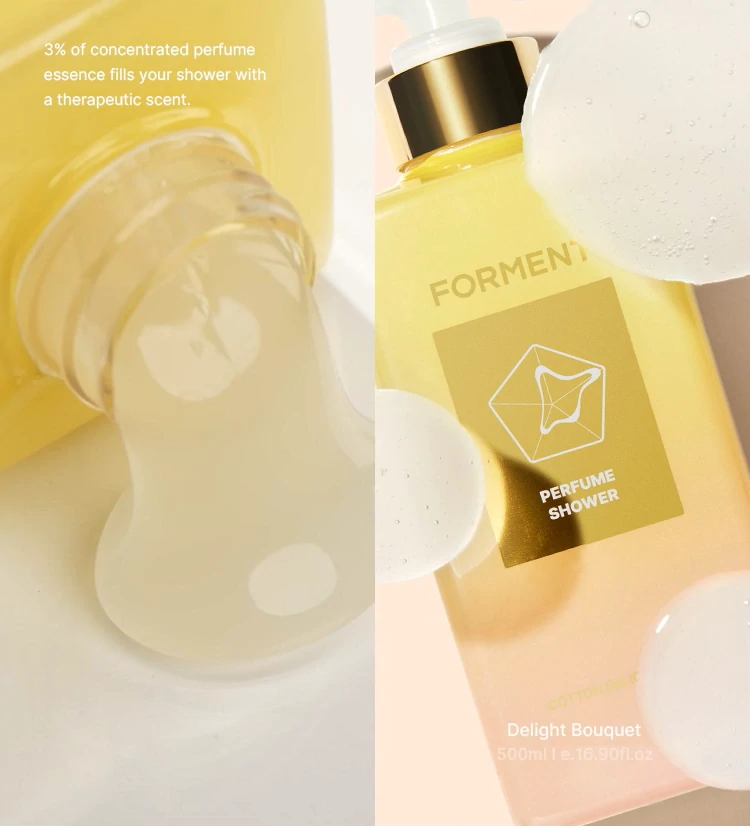 3% of concentrated perfume
essence fills your shower with
a therapeutic scent.
FORMENT
PERFUME
SHOWER
COTTON
Delight Bouquet
500ml l e.16.90fl.oz